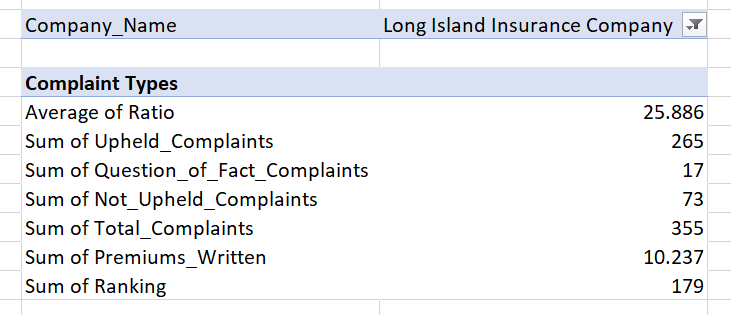 Company_Name Long Island Insurance Company
Complaint Types
Average of Ratio 25.886
Sum of Upheld_Complaints 265
Sum of Question_of_Fact_Complaints 17
Sum of Not_Upheld_Complaints 73
Sum of Total_Complaints 355
Sum of Premiums_Written 10.237
Sum of Ranking 179